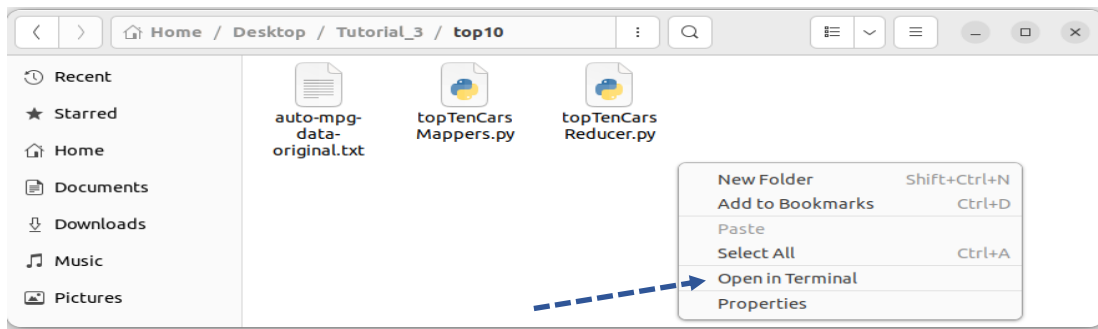 Home / Desktop / Tutorial_3 / top10
Recent
Starred
Home
Documents
Downloads
Music
Pictures
auto-mpg-
data-
original.txt
topTenCars
Mappers.py
topTenCars
Reducer.py
New Folder Shift+Ctrl+N
Add to Bookmarks Ctrl+D
Paste
Select All Ctrl+A
Open in Terminal
Properties